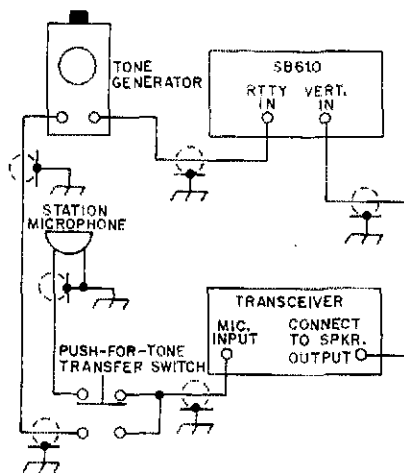 TONE
GENERATOR
SB610
RTTY
IN
VERT.
IN
STATION
MICROPHONE
TRANSCEIVER
MIC.
INPUT
CONNECT
TO SPKR.
OUTPUT
PUSH-FOR-TONE
TRANSFER SWITCH